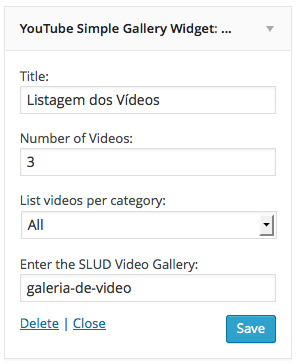 YouTube Simple Gallery Widget: ...
Title:
Listagem dos Vídeos
Number of Videos:
3
List videos per category:
All
Enter the SLUD Video Gallery:
galeria-de-video
Delete | Close
Save